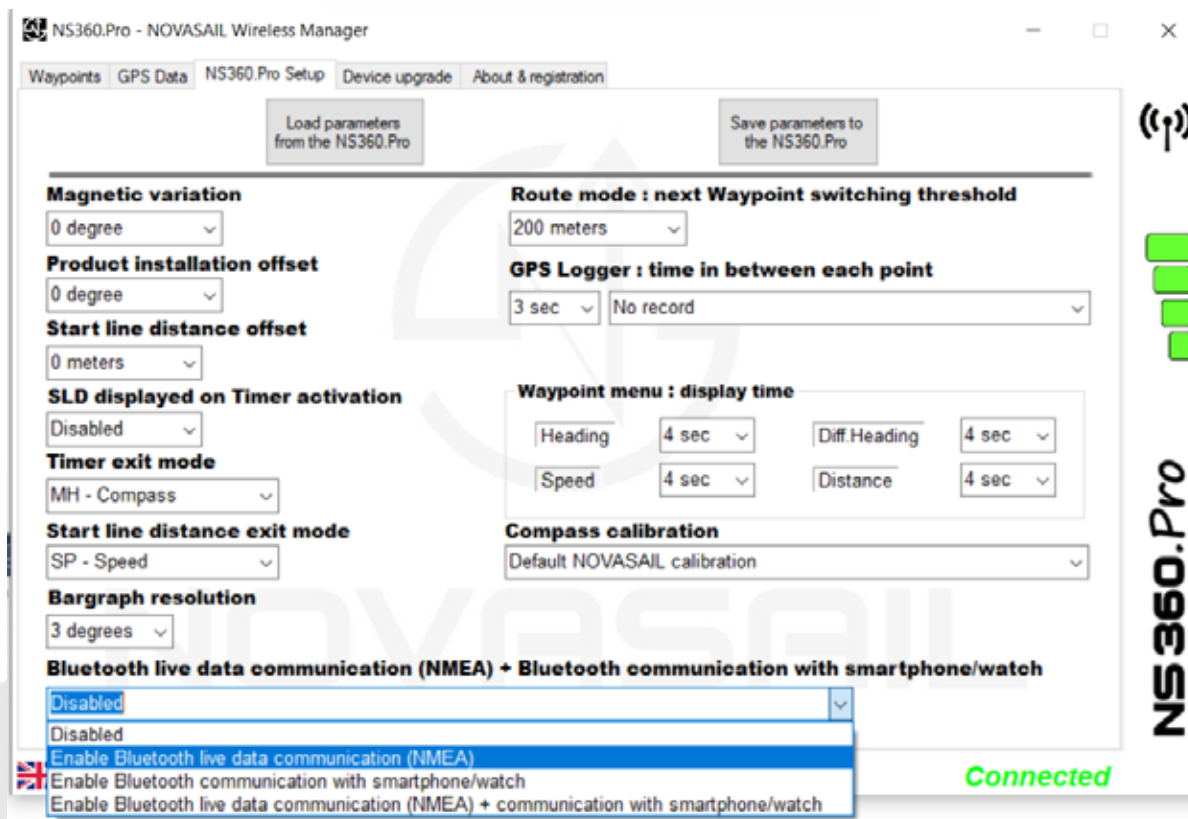 NS360.Pro - NOVASAIL Wireless Manager
Waypoints GPS Data NS360.Pro Setup Device upgrade About & registration
Load parameters
from the NS360.Pro
Save parameters to
the NS360.Pro
Magnetic variation
0 degree
Product installation offset
0 degree
Start line distance offset
0 meters
SLD displayed on Timer activation
Disabled
Timer exit mode
MH - Compass
Start line distance exit mode
SP - Speed
Bargraph resolution
3 degrees
Route mode : next Waypoint switching threshold
200 meters
GPS Logger : time in between each point
3 sec No record
Waypoint menu : display time
Heading 4 sec Diff.Heading 4 sec
Speed 4 sec Distance 4 sec
Compass calibration
Default NOVASAIL calibration
Bluetooth live data communication (NMEA) + Bluetooth communication with smartphone/watch
Disabled
Disabled
Enable Bluetooth live data communication (NMEA)
Enable Bluetooth communication with smartphone/watch
Enable Bluetooth live data communication (NMEA) + communication with smartphone/watch
NOVASAIL
Connected
NS360.Pro